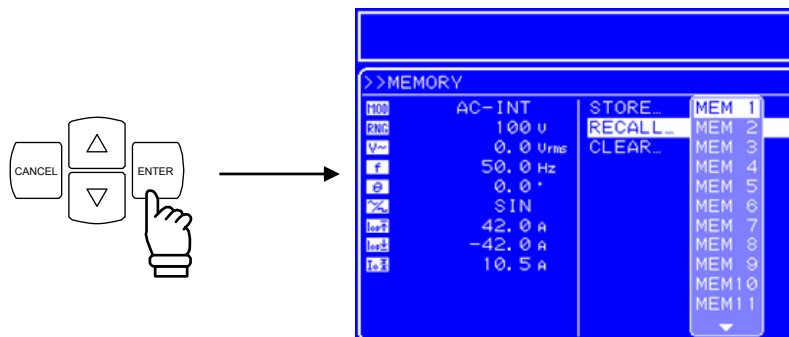 CANCEL
ENTER
>>MEMORY
MOD AC-INT
RNG 100 V
V~ 0.0 Vrms
f 50.0 Hz
θ 0.0 °
SIN
42.0 A
-42.0 A
10.5 A
STORE…
RECALL…
CLEAR…
MEM 1
MEM 2
MEM 3
MEM 4
MEM 5
MEM 6
MEM 7
MEM 8
MEM 9
MEM10
MEM11